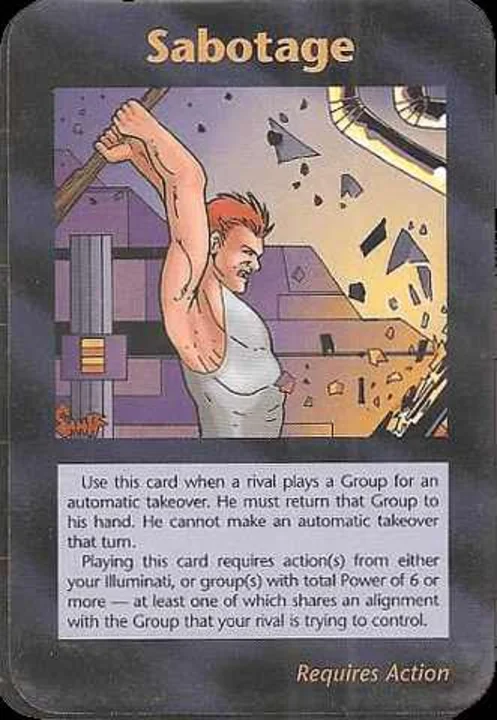 Sabotage
Use this card when a rival plays a Group for an
automatic takeover. He must return that Group to
his hand. He cannot make an automatic takeover
that turn.
Playing this card requires action(s) from either
your Illuminati, or group(s) with total Power of 6 or
more — at least one of which shares an alignment
with the Group that your rival is trying to control.
Requires Action